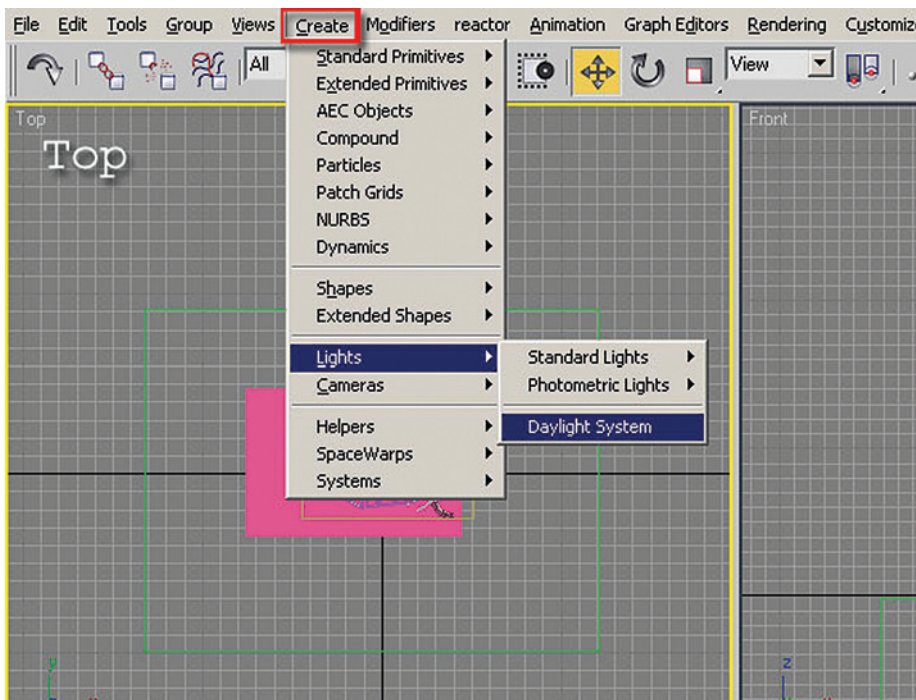 File Edit Tools Group Views Create Modifiers reactor Animation Graph Editors Rendering Customiz
All
View
Top
Top
Front
Standard Primitives
Extended Primitives
AEC Objects
Compound
Particles
Patch Grids
NURBS
Dynamics
Shapes
Extended Shapes
Lights
Cameras
Helpers
SpaceWarps
Systems
Standard Lights
Photometric Lights
Daylight System
y
z